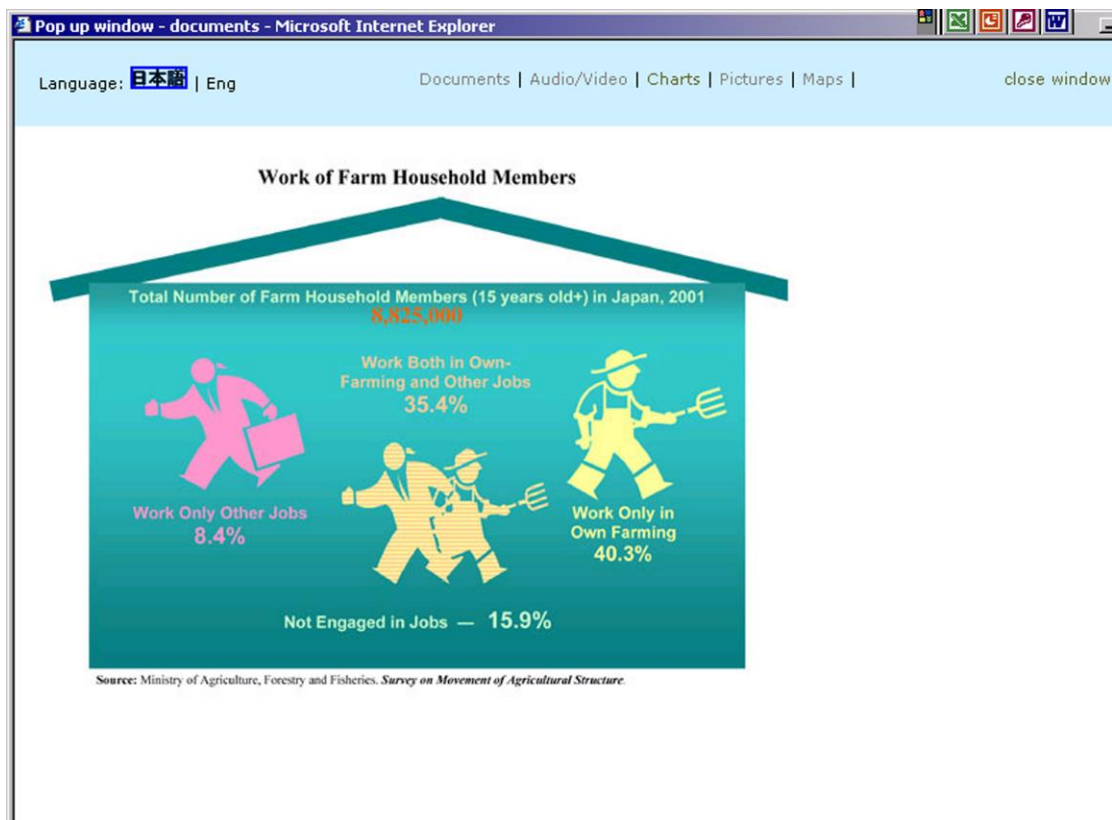 Pop up window - documents - Microsoft Internet Explorer
Language: 日本語 | Eng
Documents | Audio/Video | Charts | Pictures | Maps |
close window
Work of Farm Household Members
Total Number of Farm Household Members (15 years old+) in Japan, 2001
8,825,000
Work Both in Own-
Farming and Other Jobs
35.4%
Work Only Other Jobs
8.4%
Work Only in
Own Farming
40.3%
Not Engaged in Jobs — 15.9%
Source: Ministry of Agriculture, Forestry and Fisheries. Survey on Movement of Agricultural Structure.